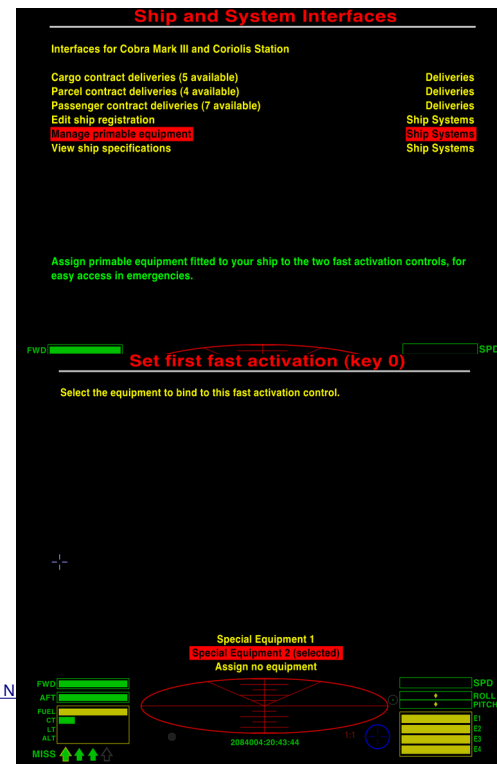 Ship and System Interfaces
Interfaces for Cobra Mark III and Coriolis Station
Cargo contract deliveries (5 available) Deliveries
Parcel contract deliveries (4 available) Deliveries
Passenger contract deliveries (7 available) Deliveries
Edit ship registration Ship Systems
Manage primable equipment Ship Systems
View ship specifications Ship Systems
Assign primable equipment fitted to your ship to the two fast activation controls, for
easy access in emergencies.
FWD SPD
Set first fast activation (key 0)
Select the equipment to bind to this fast activation control.
Special Equipment 1
Special Equipment 2 (selected)
Assign no equipment
N
FWD SPD
AFT ROLL
PITCH
FUEL
CT E1
LT E2
ALT E3
E4
1:1
2084004:20:43:44
MISS